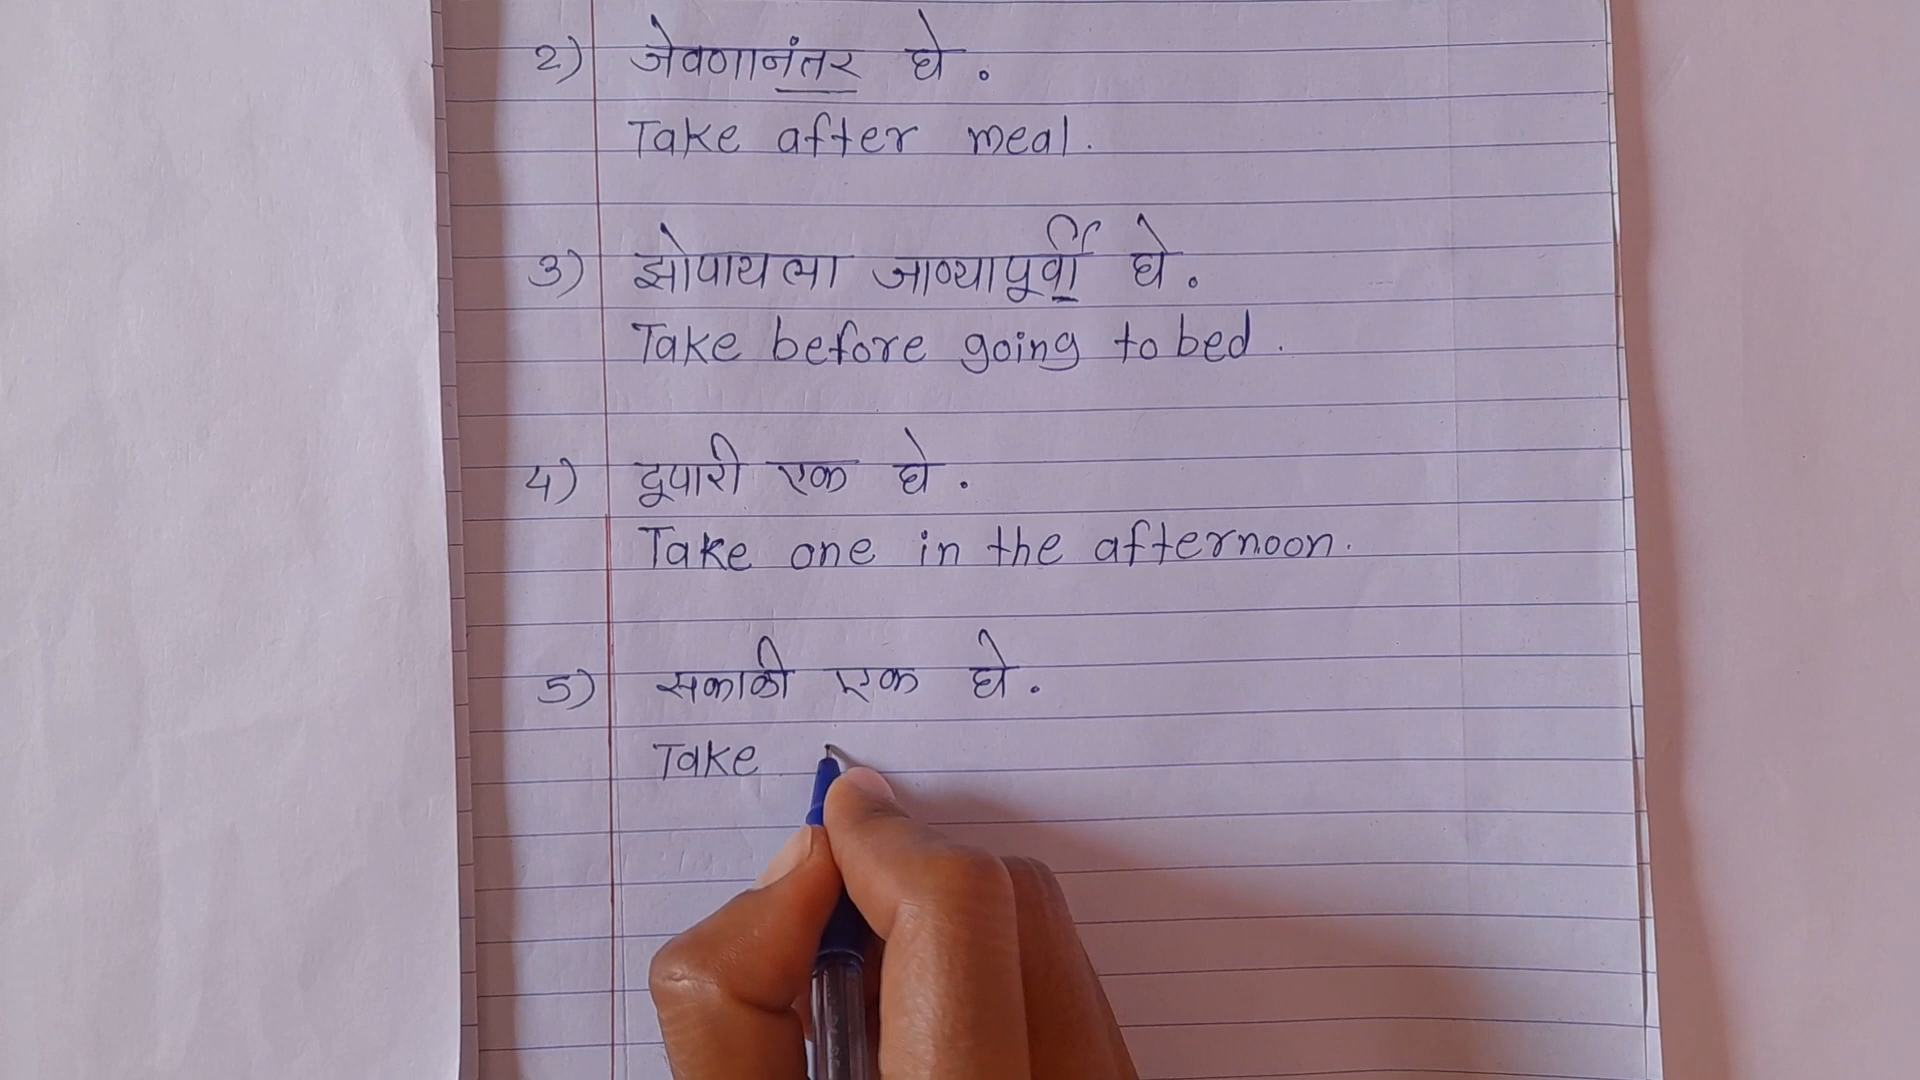 2) जेवणानंतर घे.
Take after meal.
3) झोपायला जाण्यापूर्वी घे.
Take before going to bed.
4) दूपारी एक घे.
Take one in the afternoon.
5) सकाळी एक घे.
Take